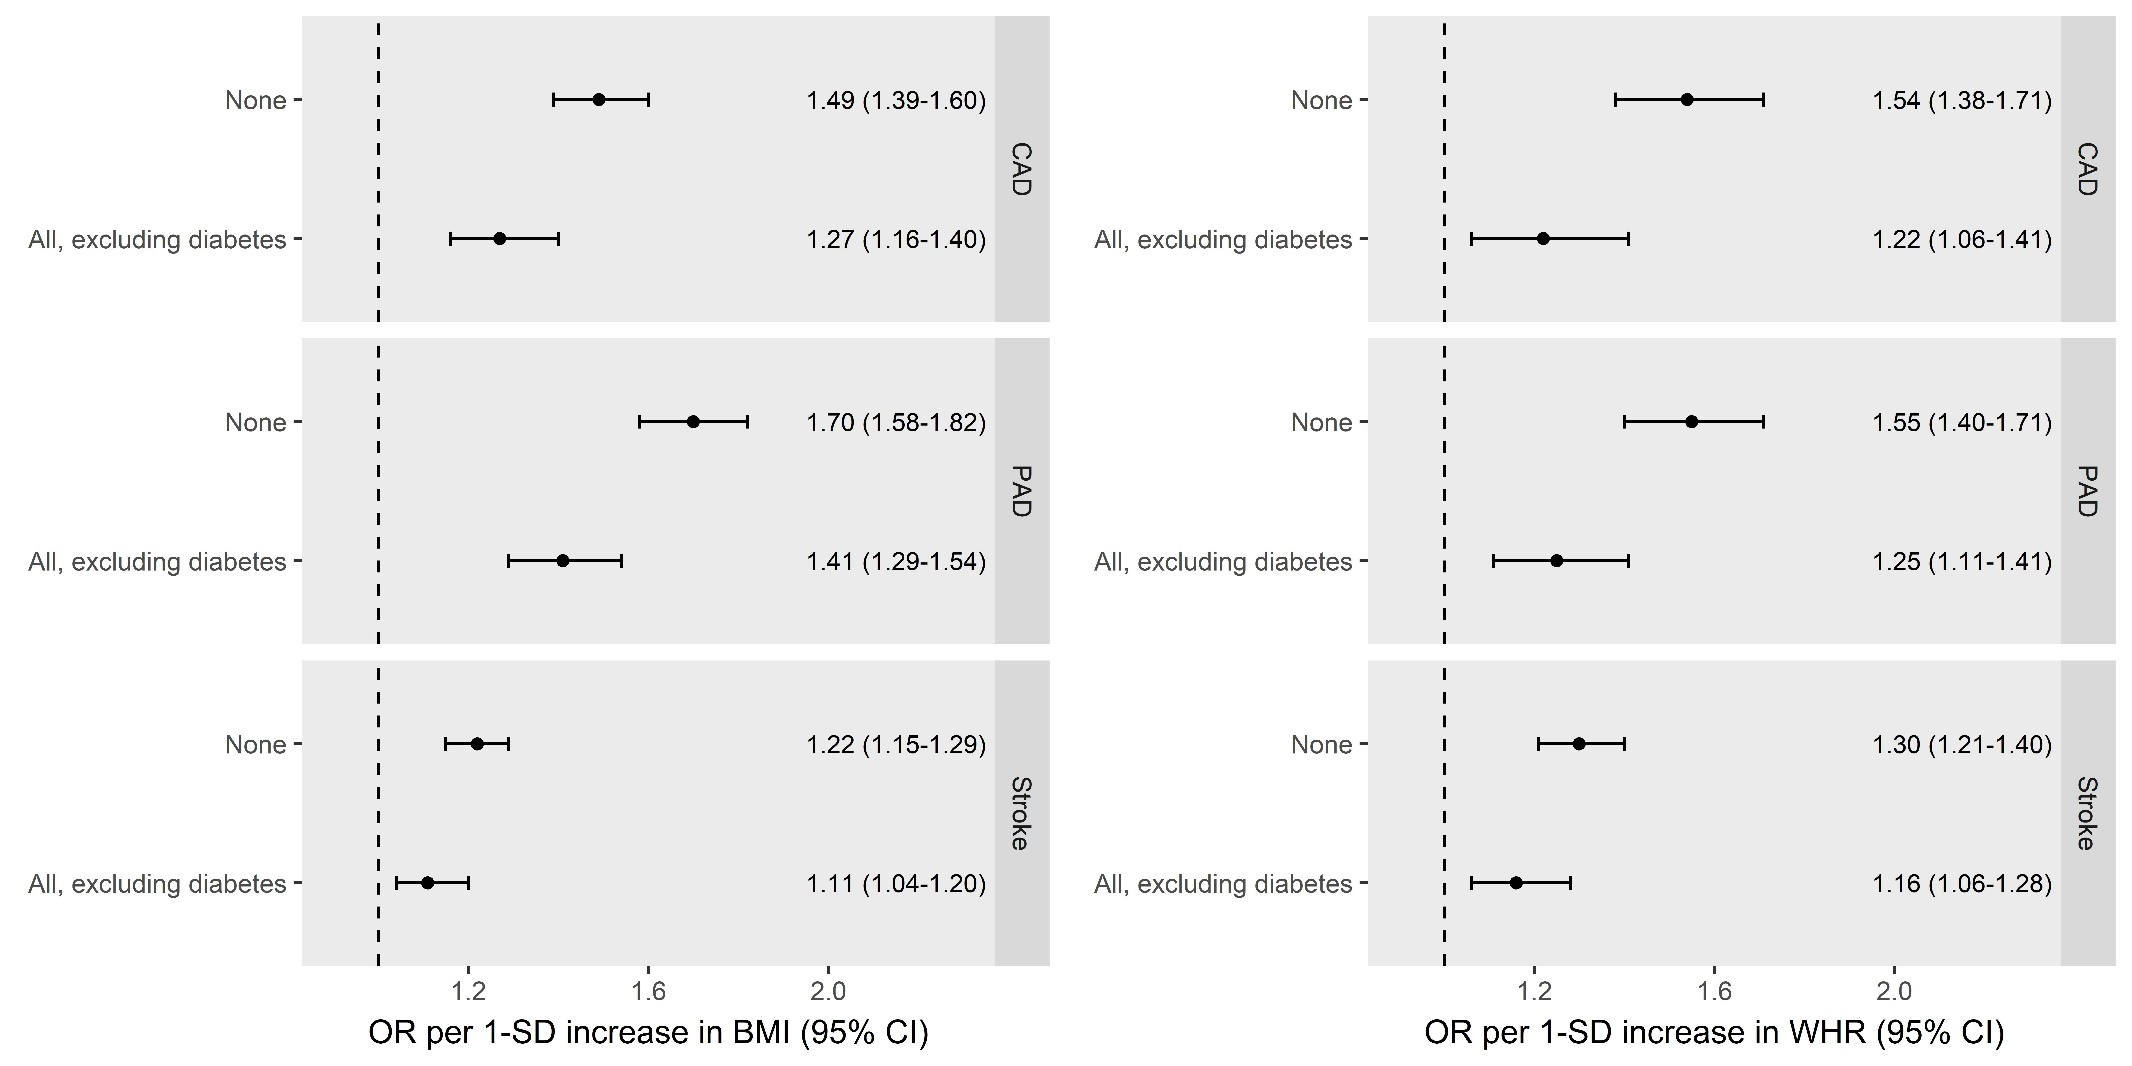 None
1.49 (1.39-1.60)
All, excluding diabetes
1.27 (1.16-1.40)
CAD
None
1.70 (1.58-1.82)
All, excluding diabetes
1.41 (1.29-1.54)
PAD
None
1.22 (1.15-1.29)
All, excluding diabetes
1.11 (1.04-1.20)
Stroke
1.2 1.6 2.0
OR per 1-SD increase in BMI (95% CI)
None
1.54 (1.38-1.71)
All, excluding diabetes
1.22 (1.06-1.41)
CAD
None
1.55 (1.40-1.71)
All, excluding diabetes
1.25 (1.11-1.41)
PAD
None
1.30 (1.21-1.40)
All, excluding diabetes
1.16 (1.06-1.28)
Stroke
1.2 1.6 2.0
OR per 1-SD increase in WHR (95% CI)